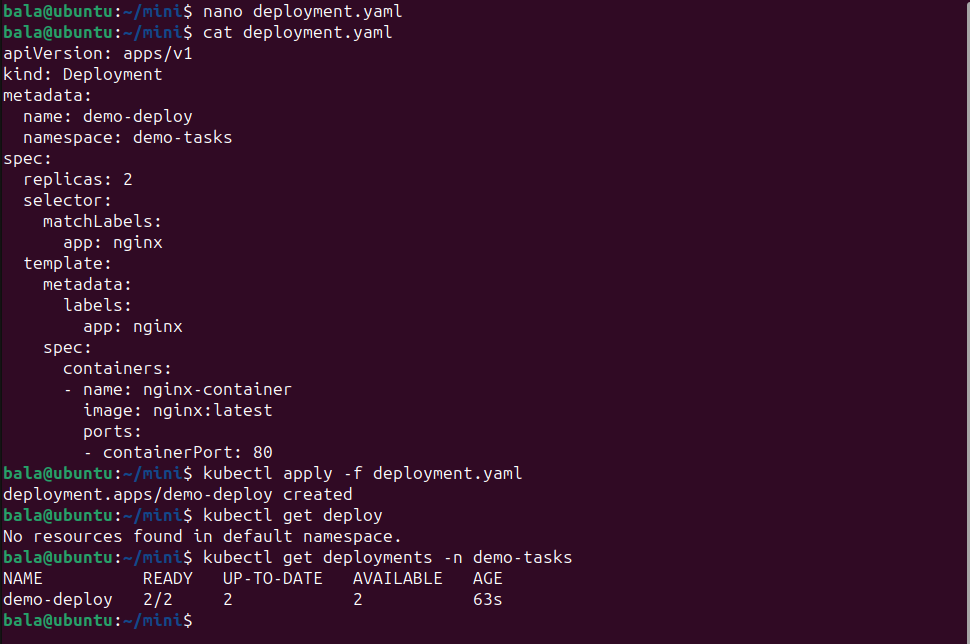 bala@ubuntu:~/mini$ nano deployment.yaml
bala@ubuntu:~/mini$ cat deployment.yaml
apiVersion: apps/v1
kind: Deployment
metadata:
  name: demo-deploy
  namespace: demo-tasks
spec:
  replicas: 2
  selector:
    matchLabels:
      app: nginx
  template:
    metadata:
      labels:
        app: nginx
    spec:
      containers:
      - name: nginx-container
        image: nginx:latest
        ports:
        - containerPort: 80
bala@ubuntu:~/mini$ kubectl apply -f deployment.yaml
deployment.apps/demo-deploy created
bala@ubuntu:~/mini$ kubectl get deploy
No resources found in default namespace.
bala@ubuntu:~/mini$ kubectl get deployments -n demo-tasks
NAME          READY   UP-TO-DATE   AVAILABLE   AGE
demo-deploy   2/2     2            2           63s
bala@ubuntu:~/mini$